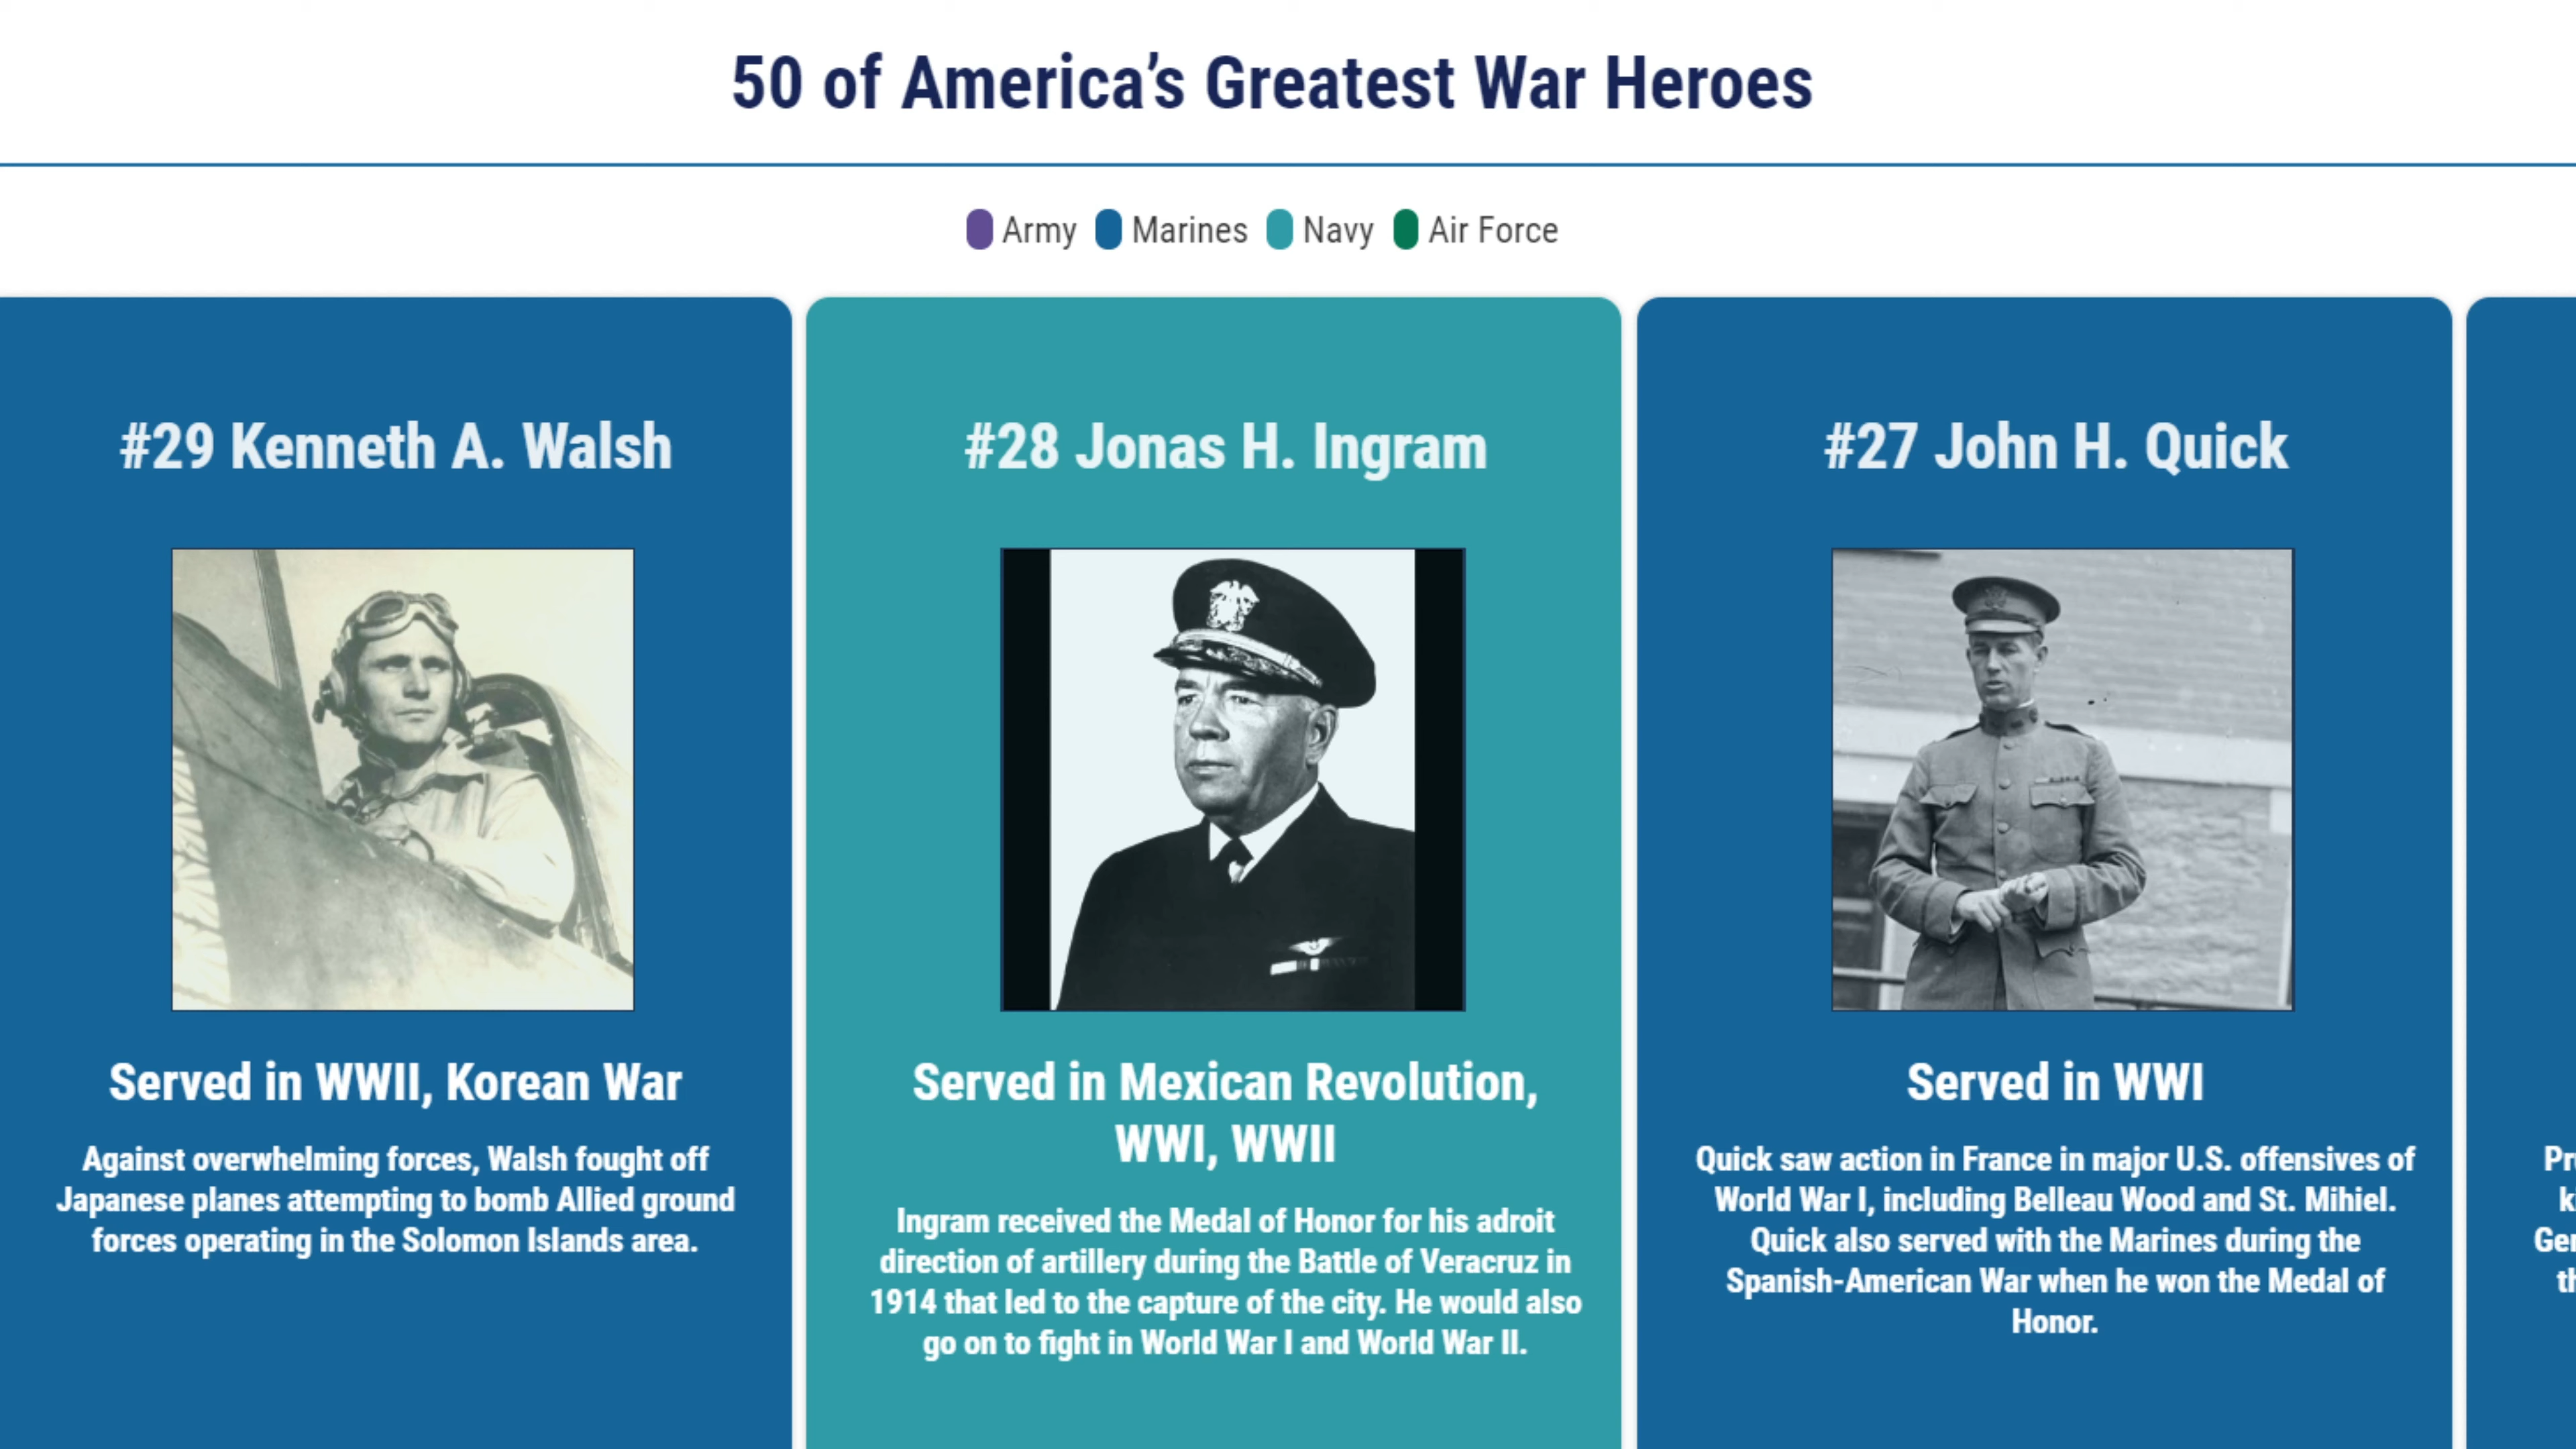 50 of America’s Greatest War Heroes
Army Marines Navy Air Force
#29 Kenneth A. Walsh
Served in WWII, Korean War
Against overwhelming forces, Walsh fought off
Japanese planes attempting to bomb Allied ground
forces operating in the Solomon Islands area.
#28 Jonas H. Ingram
Served in Mexican Revolution,
WWI, WWII
Ingram received the Medal of Honor for his adroit
direction of artillery during the Battle of Veracruz in
1914 that led to the capture of the city. He would also
go on to fight in World War I and World War II.
#27 John H. Quick
Served in WWI
Quick saw action in France in major U.S. offensives of
World War I, including Belleau Wood and St. Mihiel.
Quick also served with the Marines during the
Spanish-American War when he won the Medal of
Honor.